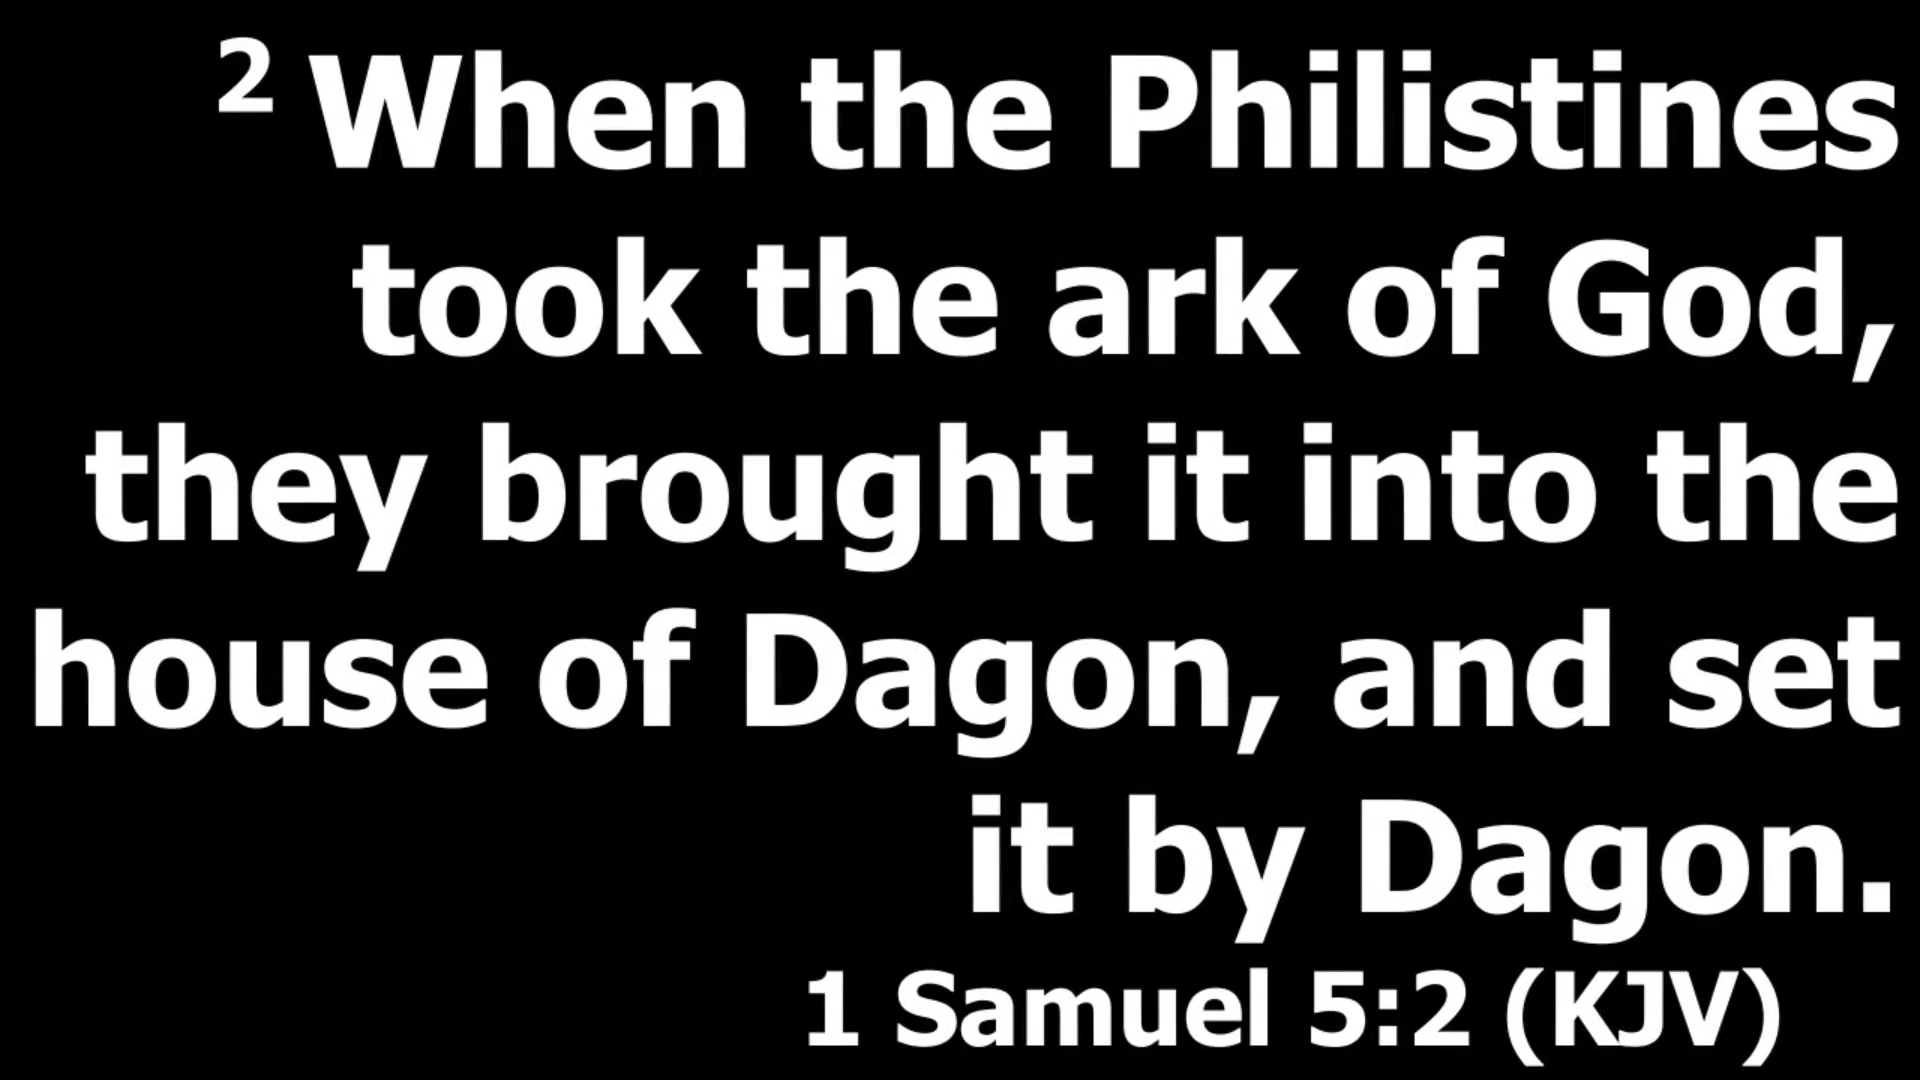 2 When the Philistines
took the ark of God,
they brought it into the
house of Dagon, and set
it by Dagon.
1 Samuel 5:2 (KJV)